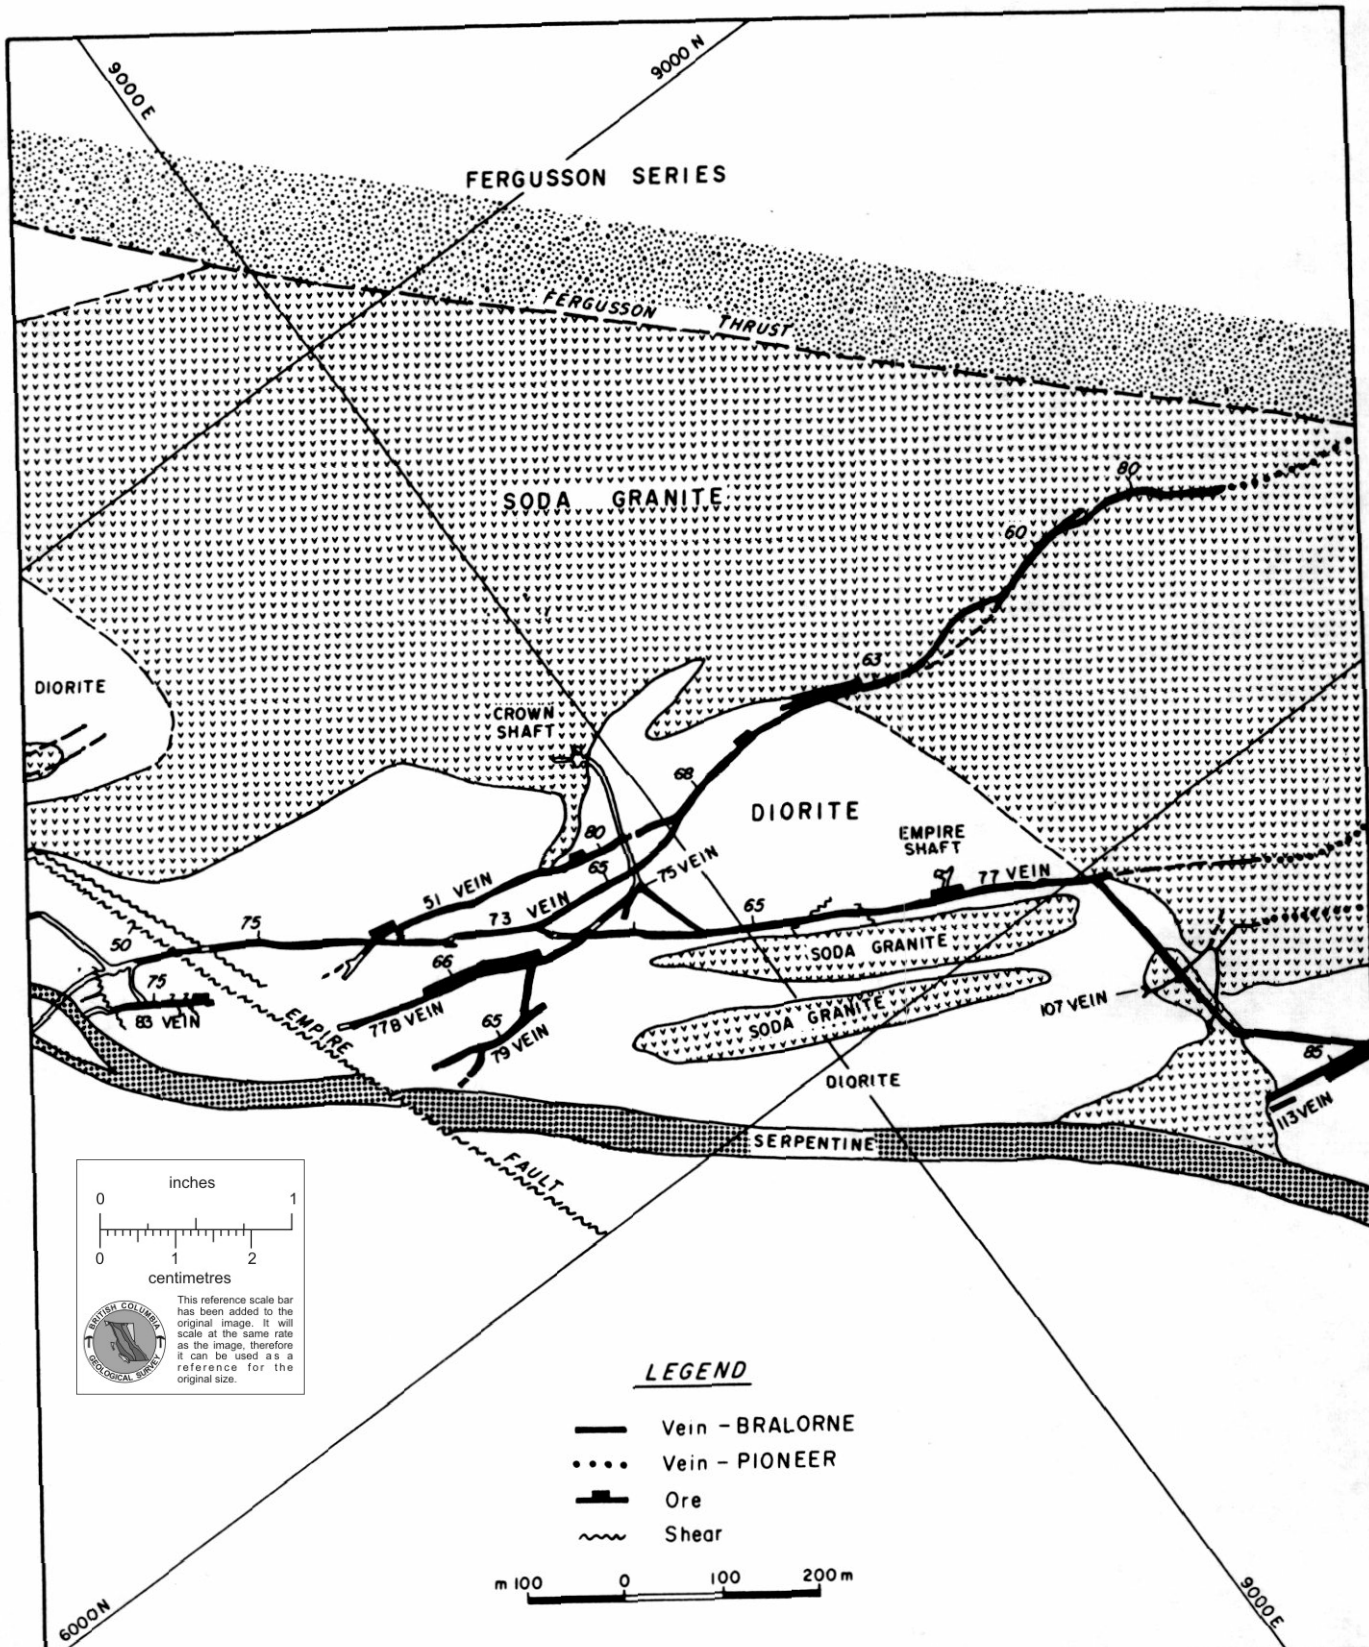 9000 E
9000 N
FERGUSSON SERIES
FERGUSSON THRUST
SODA GRANITE
80
60
63
DIORITE
CROWN
SHAFT
68
DIORITE
80
EMPIRE
SHAFT
65
75 VEIN
77 VEIN
51 VEIN
73 VEIN
65
75
SODA GRANITE
50
66
75
83 VEIN
EMPIRE
77B VEIN
65
79 VEIN
SODA GRANITE
107 VEIN
85
DIORITE
113 VEIN
SERPENTINE
FAULT
inches
0 1
0 1 2
centimetres
BRITISH COLUMBIA
GEOLOGICAL SURVEY
This reference scale bar
has been added to the
original image. It will
scale at the same rate
as the image, therefore
it can be used as a
reference for the
original size.
LEGEND
Vein - BRALORNE
Vein - PIONEER
Ore
Shear
m 100 0 100 200 m
6000N
9000 E